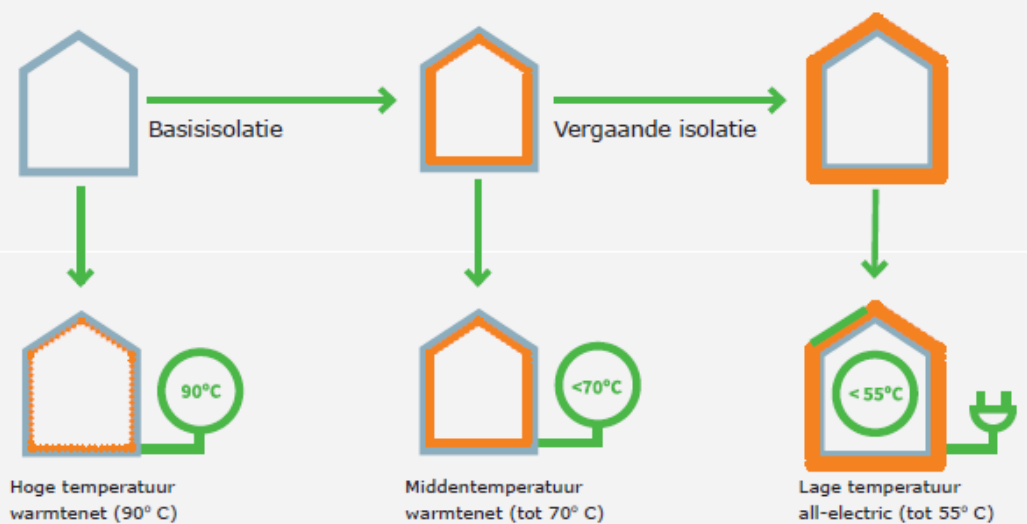 Basisisolatie
Vergaande isolatie
90°C
<70°C
< 55°C
Hoge temperatuur
warmtenet (90° C)
Middentemperatuur
warmtenet (tot 70° C)
Lage temperatuur
all-electric (tot 55° C)